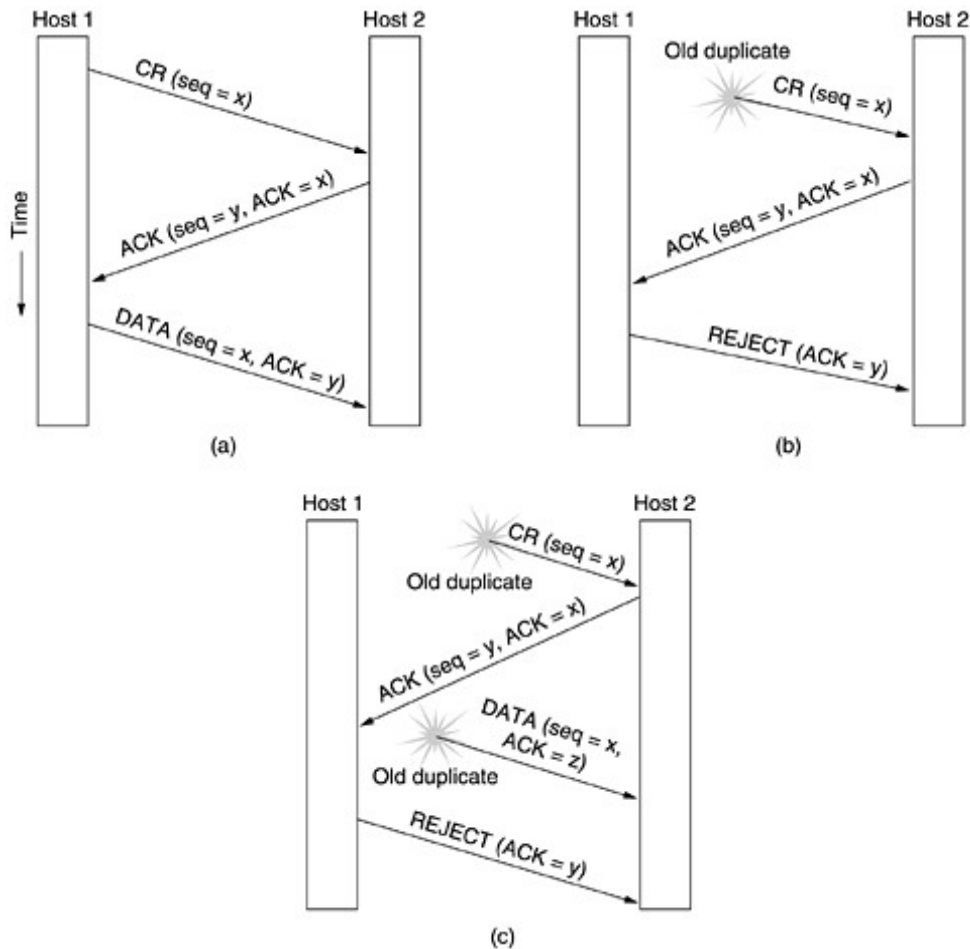 Host 1
Host 2
CR (seq = x)
ACK (seq = y, ACK = x)
DATA (seq = x, ACK = y)
Time
(a)
Host 1
Host 2
Old duplicate
CR (seq = x)
ACK (seq = y, ACK = x)
REJECT (ACK = y)
(b)
Host 1
Host 2
CR (seq = x)
Old duplicate
ACK (seq = y, ACK = x)
DATA (seq = x,
ACK = z)
Old duplicate
REJECT (ACK = y)
(c)